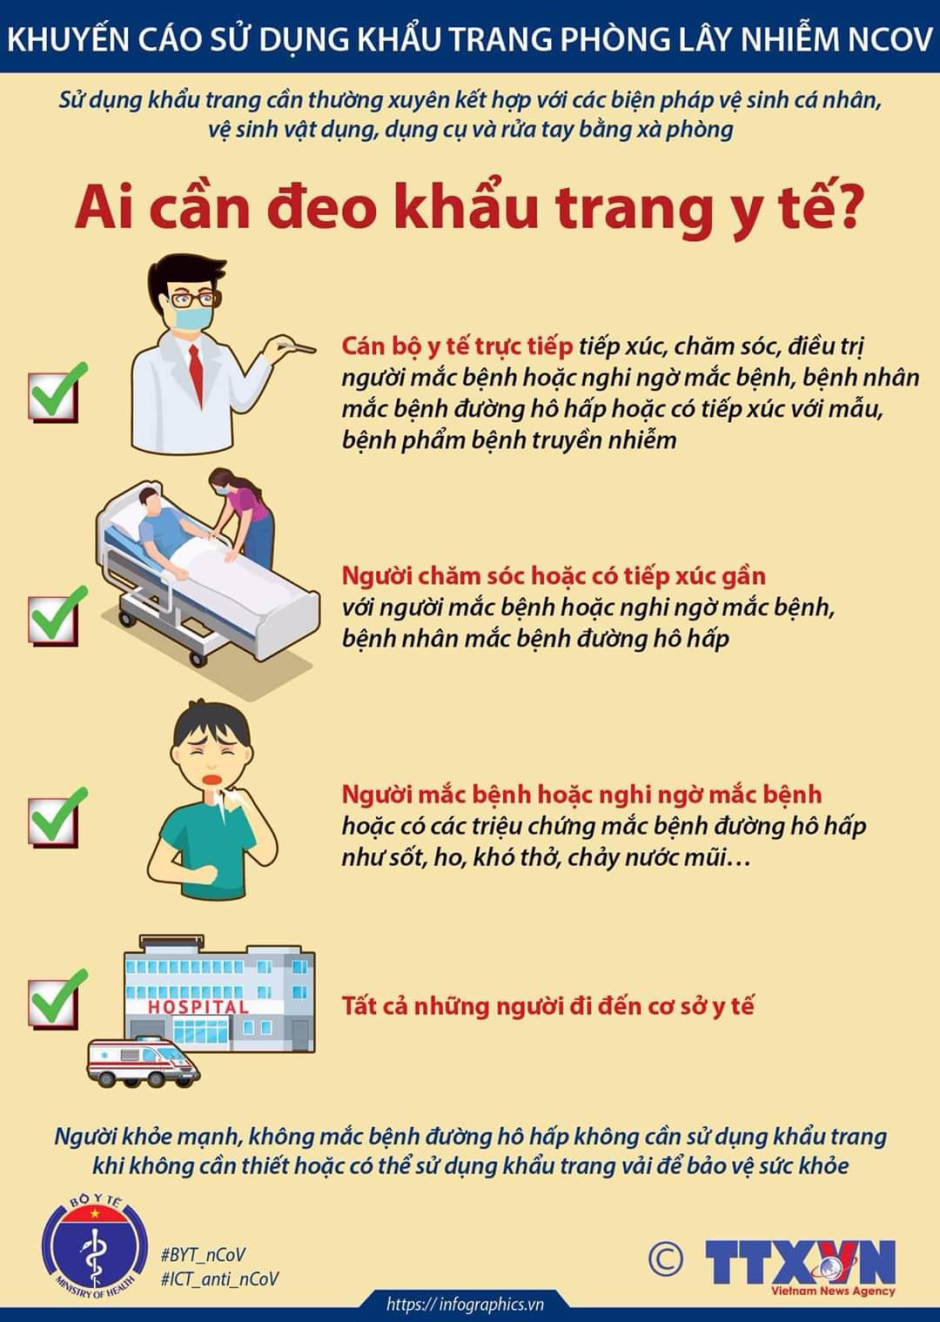 KHUYẾN CÁO SỬ DỤNG KHẨU TRANG PHÒNG LÂY NHIỄM NCOV
Sử dụng khẩu trang cần thường xuyên kết hợp với các biện pháp vệ sinh cá nhân,
vệ sinh vật dụng, dụng cụ và rửa tay bằng xà phòng
Ai cần đeo khẩu trang y tế?
Cán bộ y tế trực tiếp tiếp xúc, chăm sóc, điều trị
người mắc bệnh hoặc nghi ngờ mắc bệnh, bệnh nhân
mắc bệnh đường hô hấp hoặc có tiếp xúc với mẫu,
bệnh phẩm bệnh truyền nhiễm
Người chăm sóc hoặc có tiếp xúc gần
với người mắc bệnh hoặc nghi ngờ mắc bệnh,
bệnh nhân mắc bệnh đường hô hấp
Người mắc bệnh hoặc nghi ngờ mắc bệnh
hoặc có các triệu chứng mắc bệnh đường hô hấp
như sốt, ho, khó thở, chảy nước mũi...
HOSPITAL
Tất cả những người đi đến cơ sở y tế
Người khỏe mạnh, không mắc bệnh đường hô hấp không cần sử dụng khẩu trang
khi không cần thiết hoặc có thể sử dụng khẩu trang vải để bảo vệ sức khỏe
BỘ Y TẾ
MINISTRY OF HEALTH
#BYT_nCoV
#ICT_anti_nCoV
© TTXVN
Vietnam News Agency
https://infographics.vn